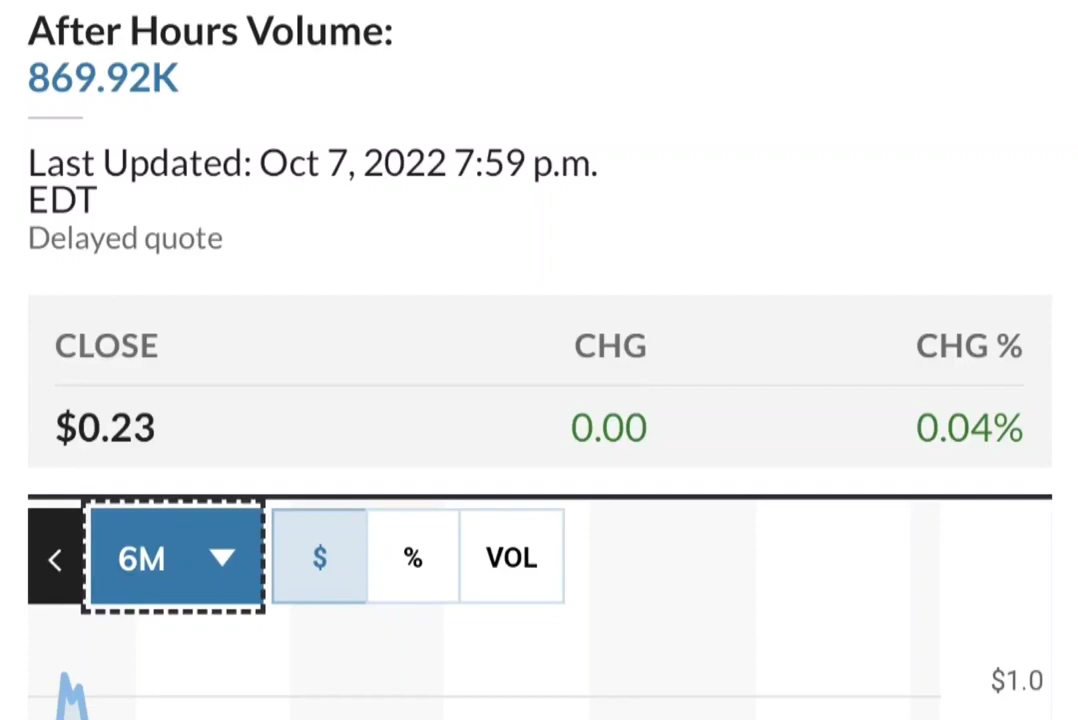 After Hours Volume:
869.92K
Last Updated: Oct 7, 2022 7:59 p.m.
EDT
Delayed quote
CLOSE CHG CHG %
$0.23 0.00 0.04%
6M $ % VOL
$1.0